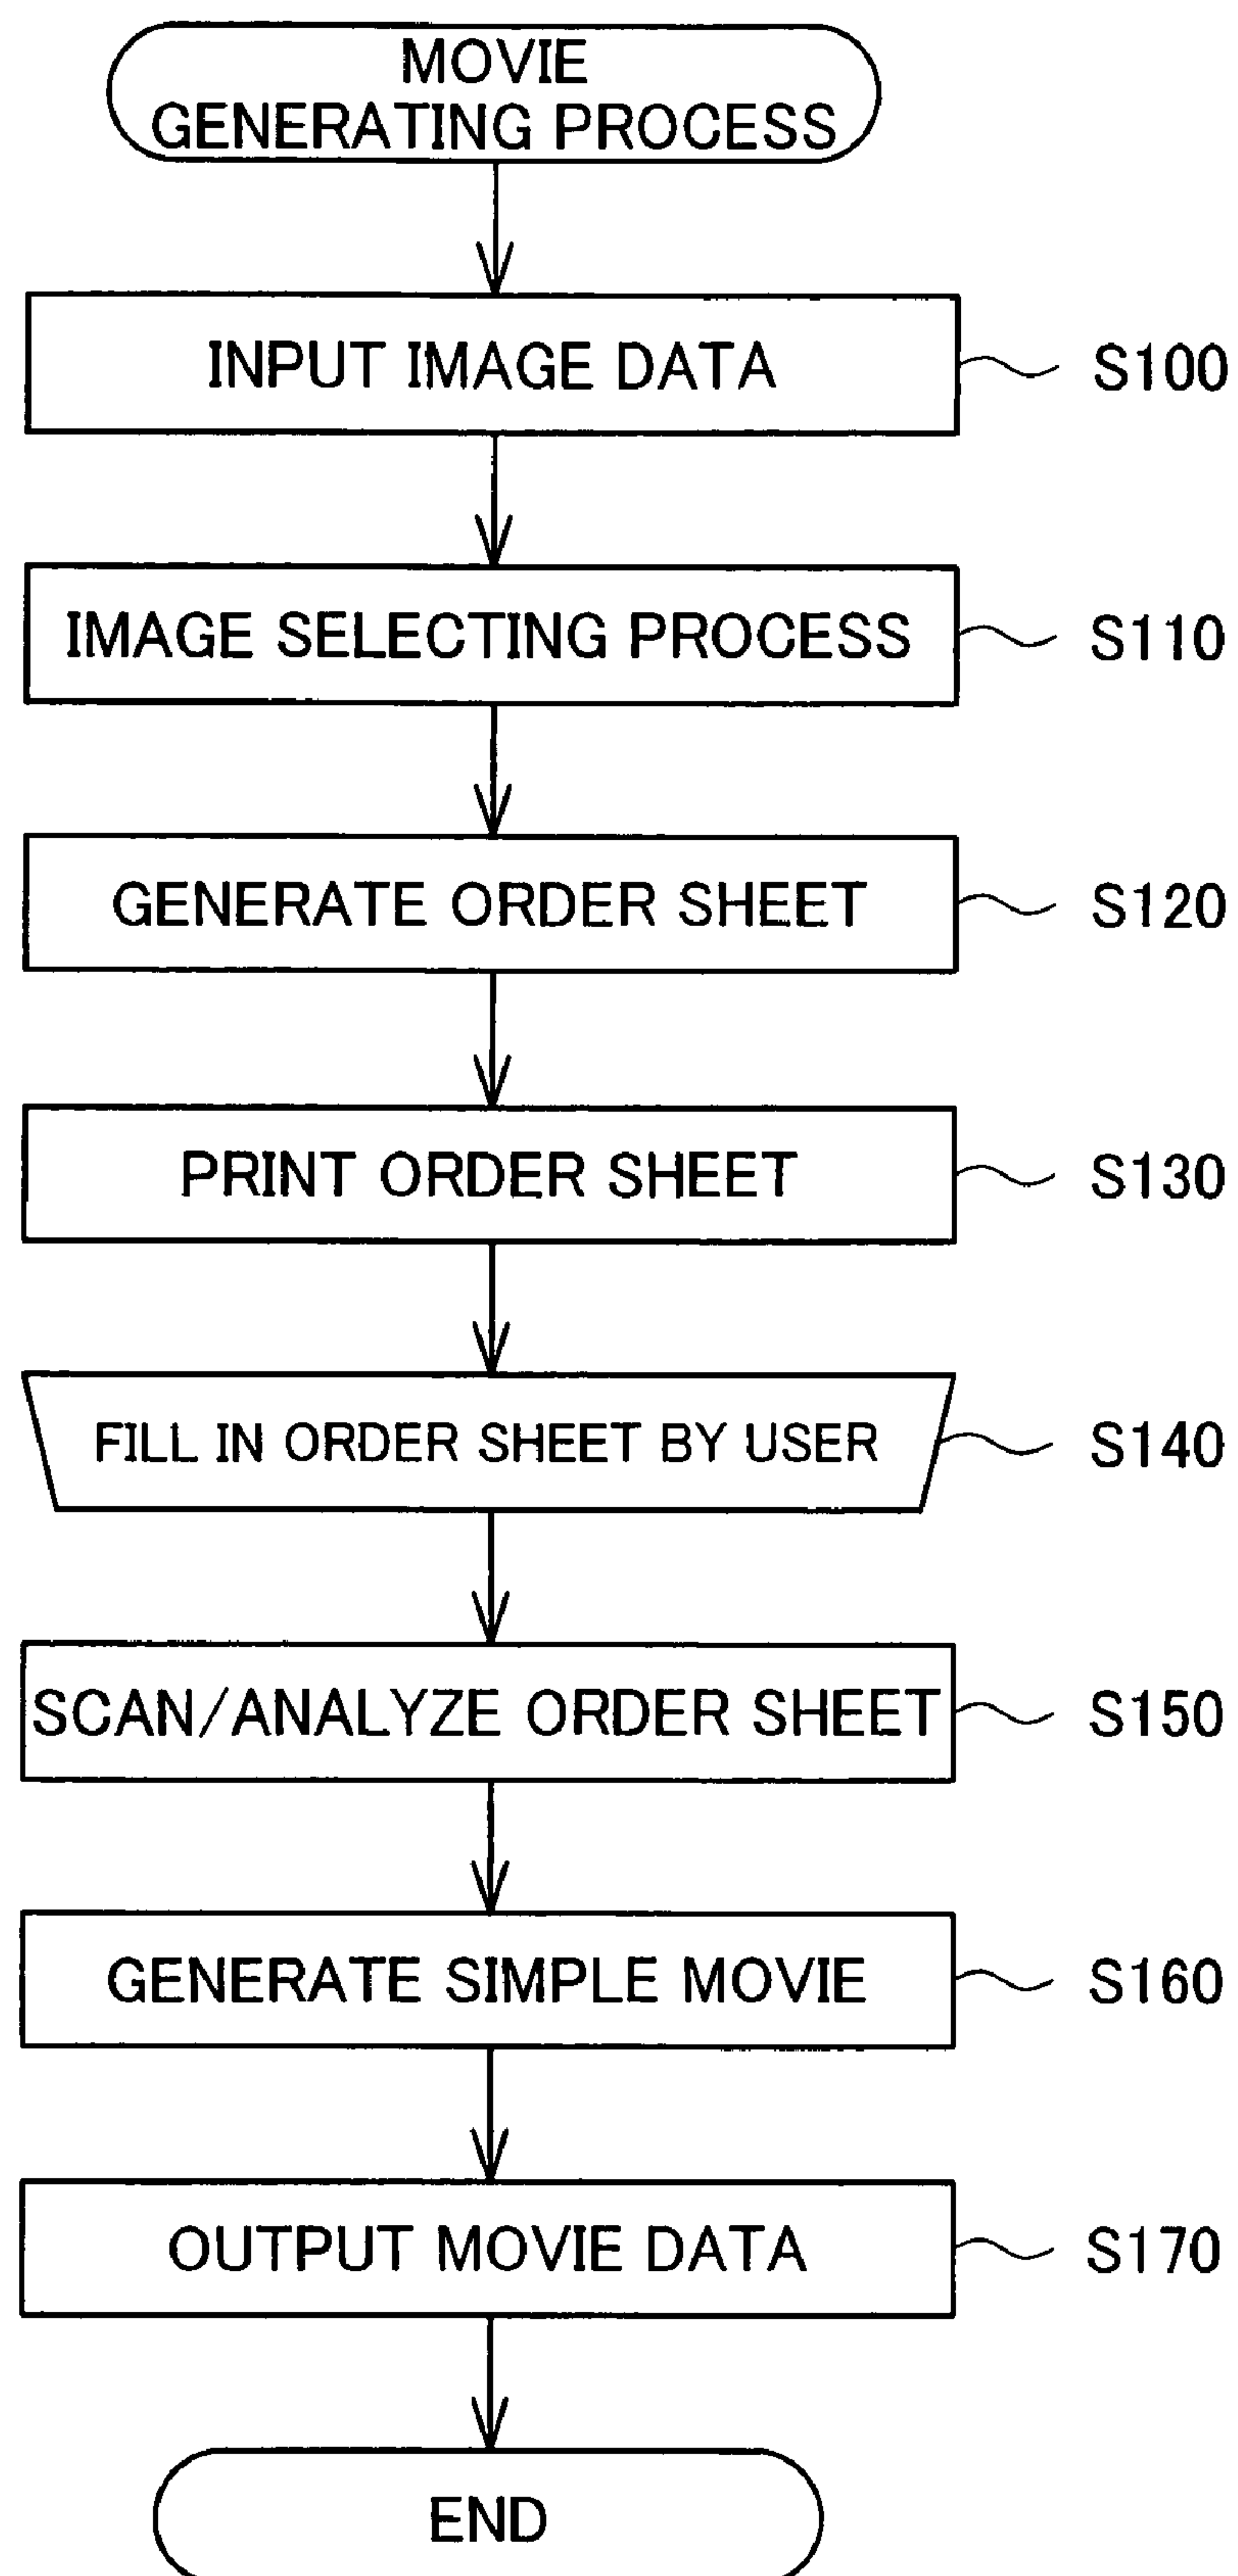 MOVIE
GENERATING PROCESS
INPUT IMAGE DATA S100
IMAGE SELECTING PROCESS S110
GENERATE ORDER SHEET S120
PRINT ORDER SHEET S130
FILL IN ORDER SHEET BY USER S140
SCAN/ANALYZE ORDER SHEET S150
GENERATE SIMPLE MOVIE S160
OUTPUT MOVIE DATA S170
END